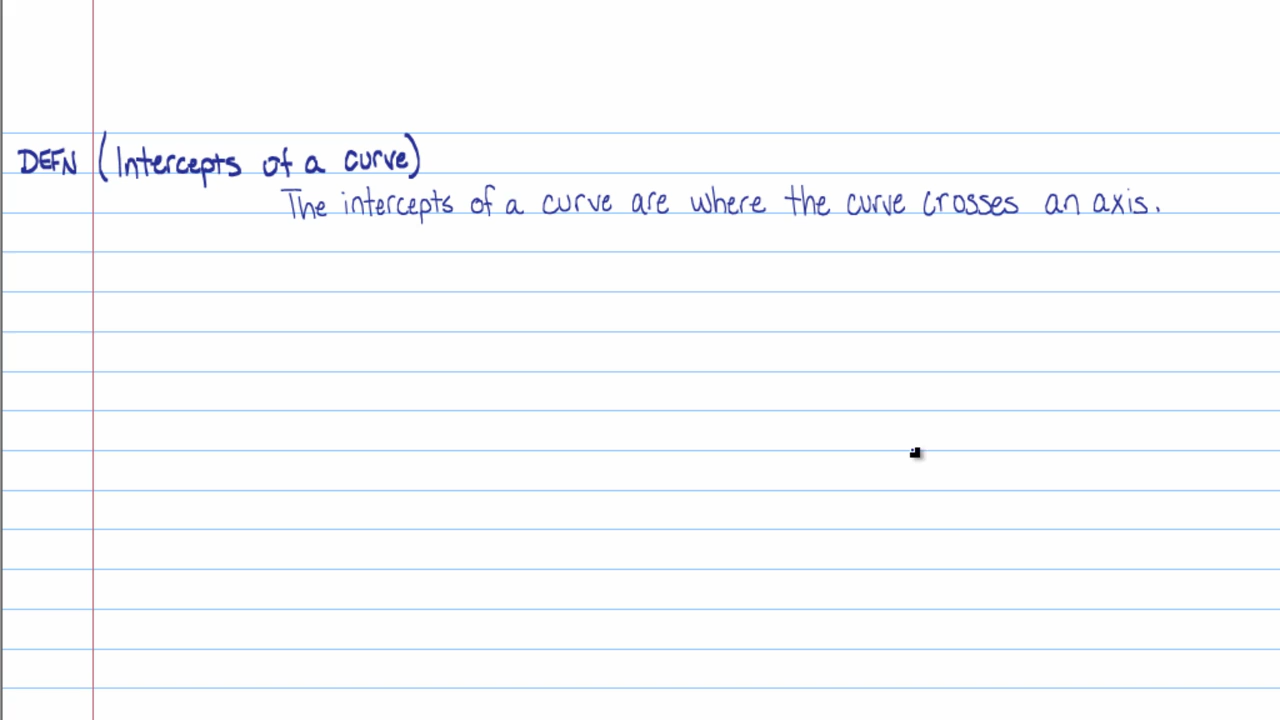 DEFN (Intercepts of a curve)
The intercepts of a curve are where the curve crosses an axis.